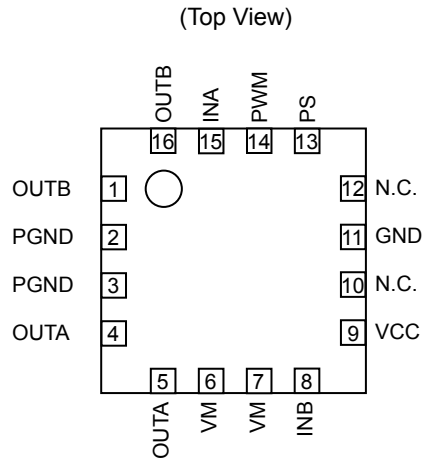 (Top View)
OUTB
INA
PWM
PS
16
15
14
13
OUTB 1
12 N.C.
PGND 2
11 GND
PGND 3
10 N.C.
OUTA 4
9 VCC
5
6
7
8
OUTA
VM
VM
INB